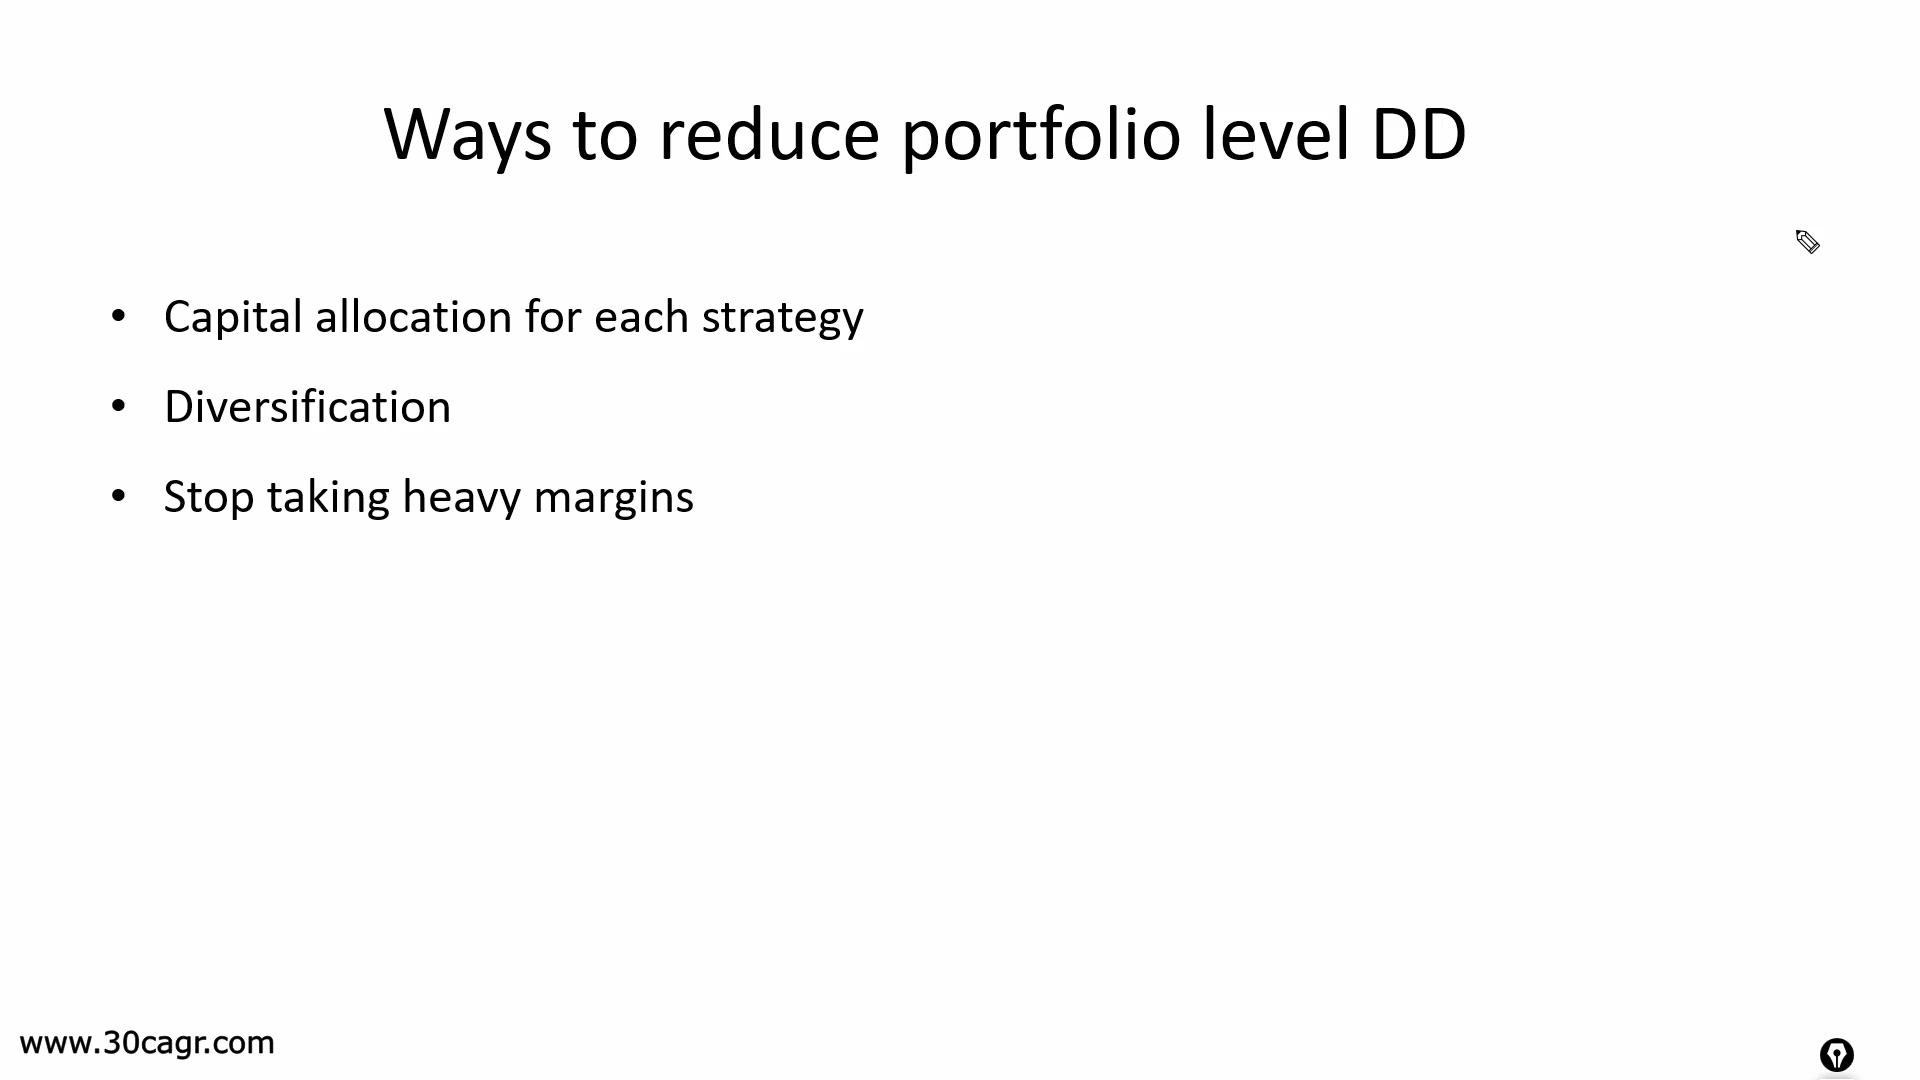 Ways to reduce portfolio level DD
• Capital allocation for each strategy
• Diversification
• Stop taking heavy margins
www.30cagr.com